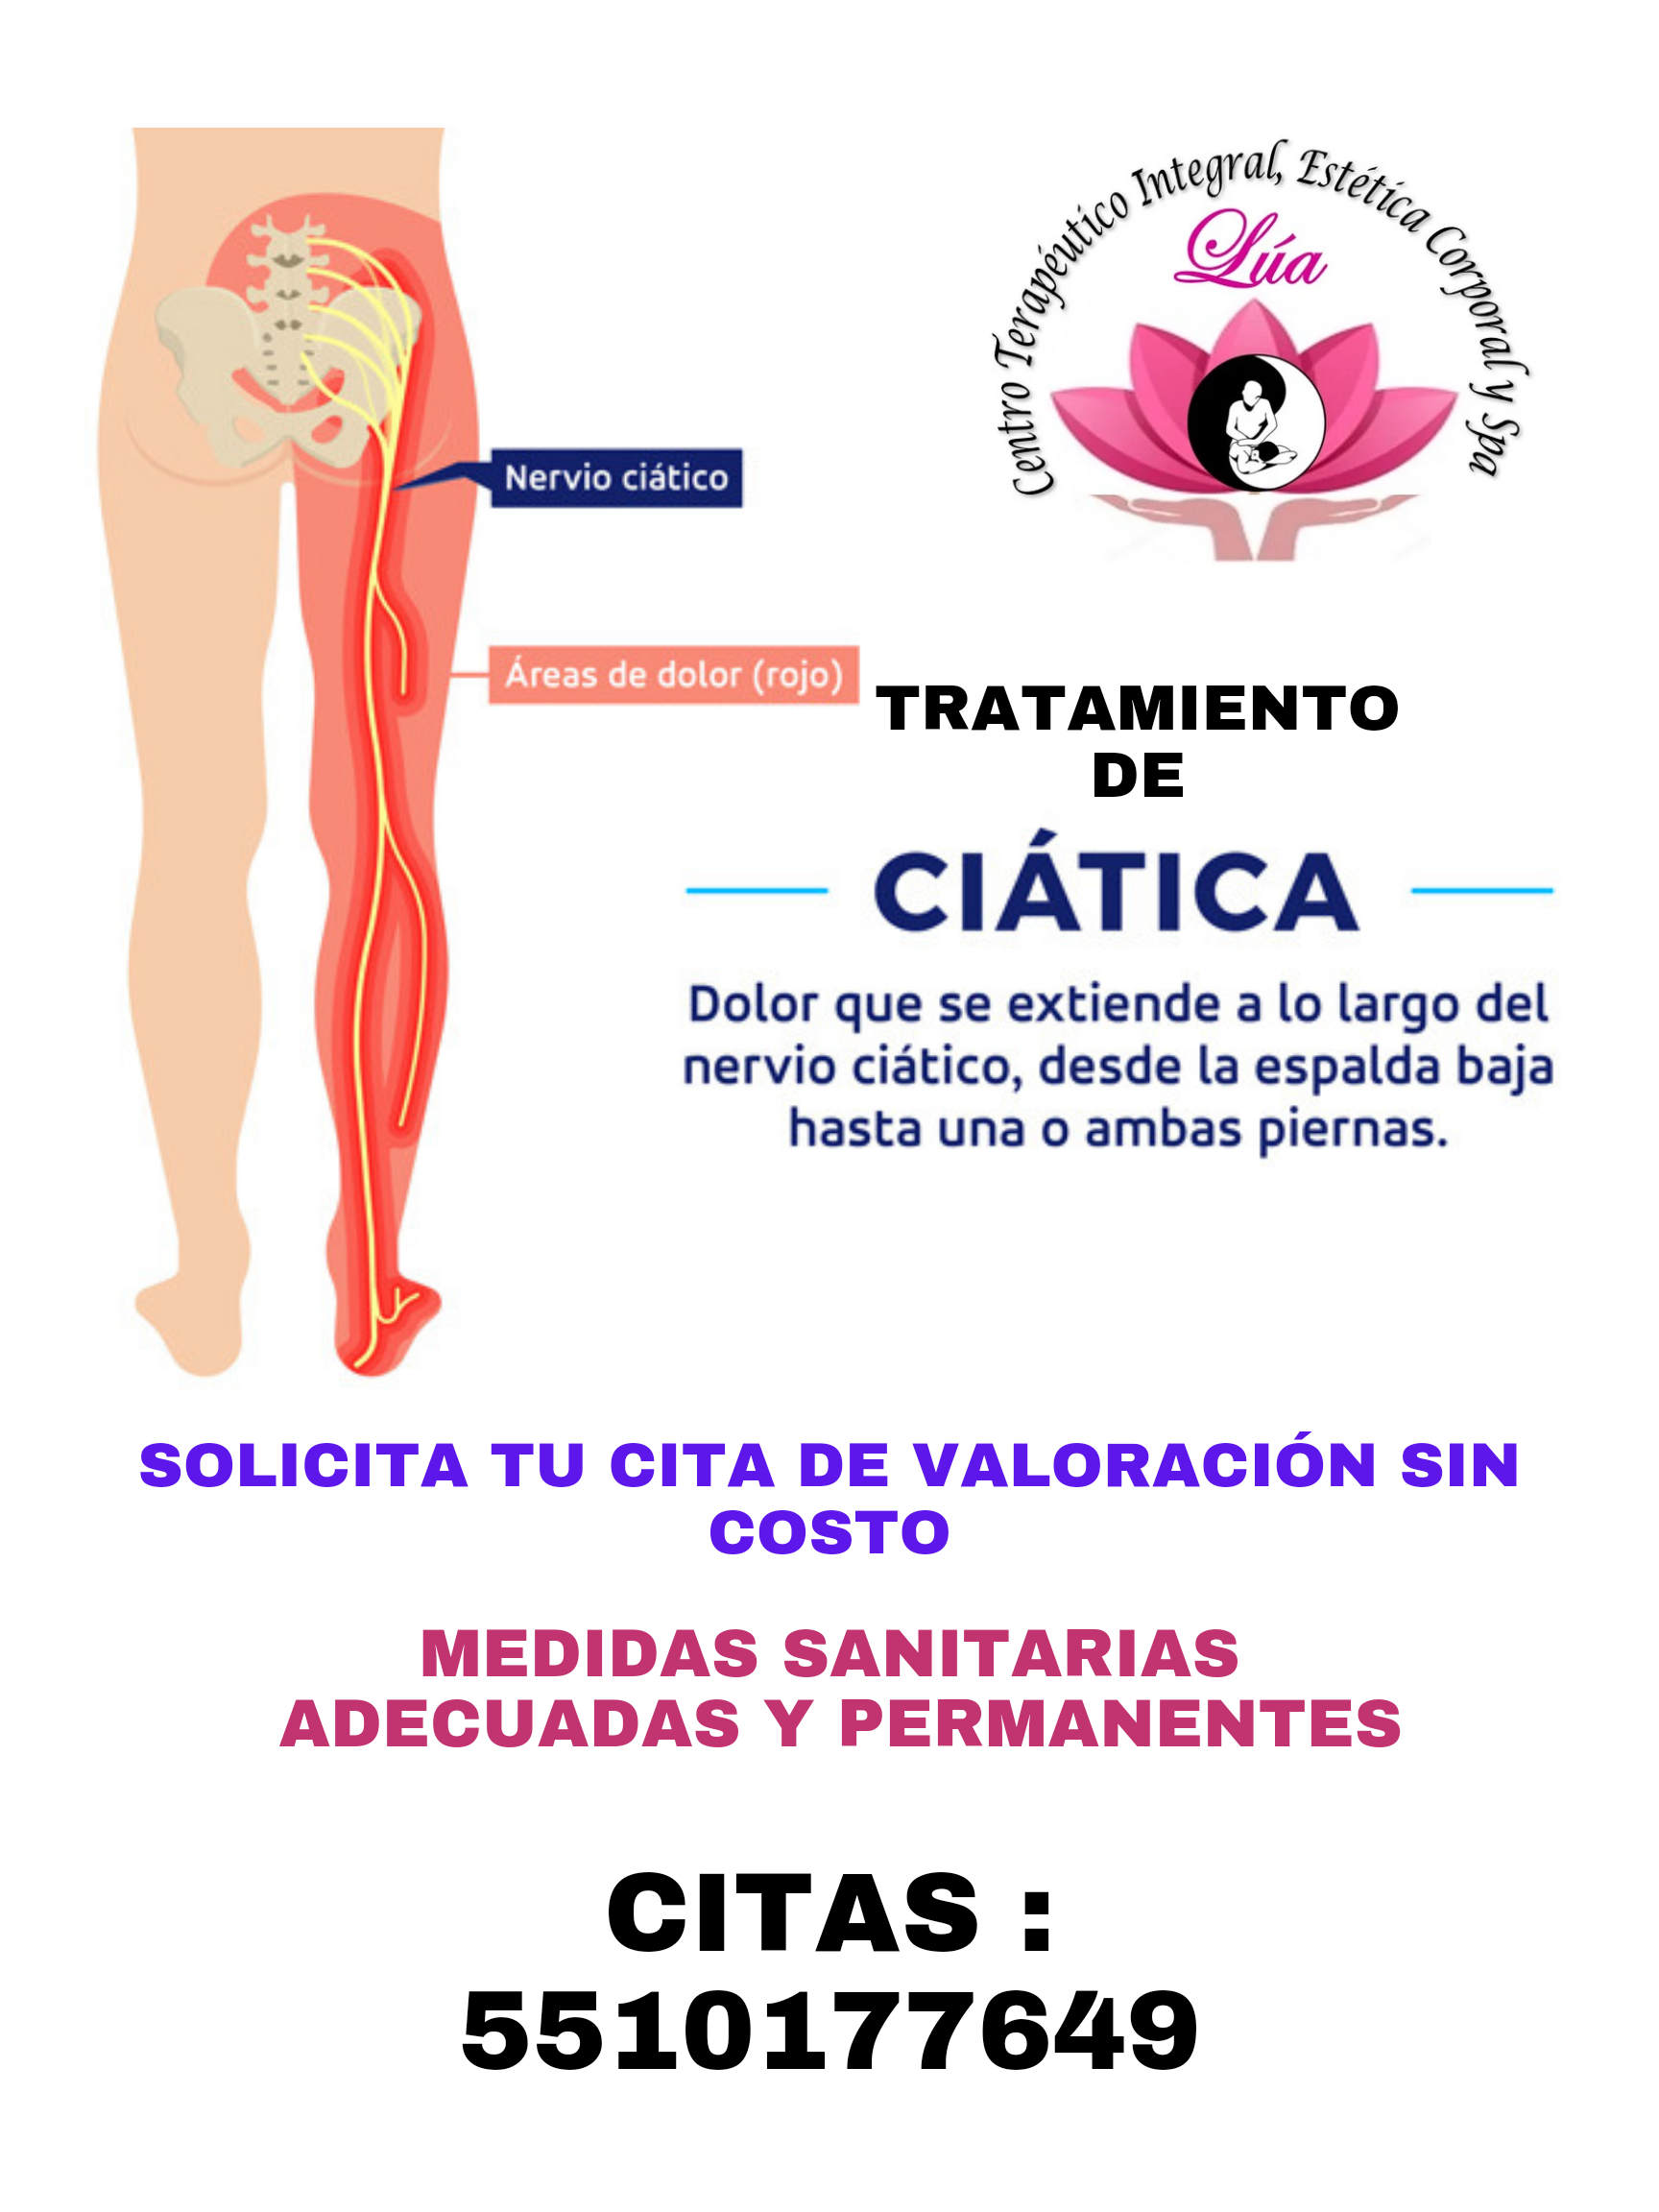 Centro Terapéutico Integral, Estética Corporal y Spa
Lúa
Nervio ciático
Áreas de dolor (rojo)
TRATAMIENTO
DE
CIÁTICA
Dolor que se extiende a lo largo del
nervio ciático, desde la espalda baja
hasta una o ambas piernas.
SOLICITA TU CITA DE VALORACIÓN SIN
COSTO
MEDIDAS SANITARIAS
ADECUADAS Y PERMANENTES
CITAS :
5510177649